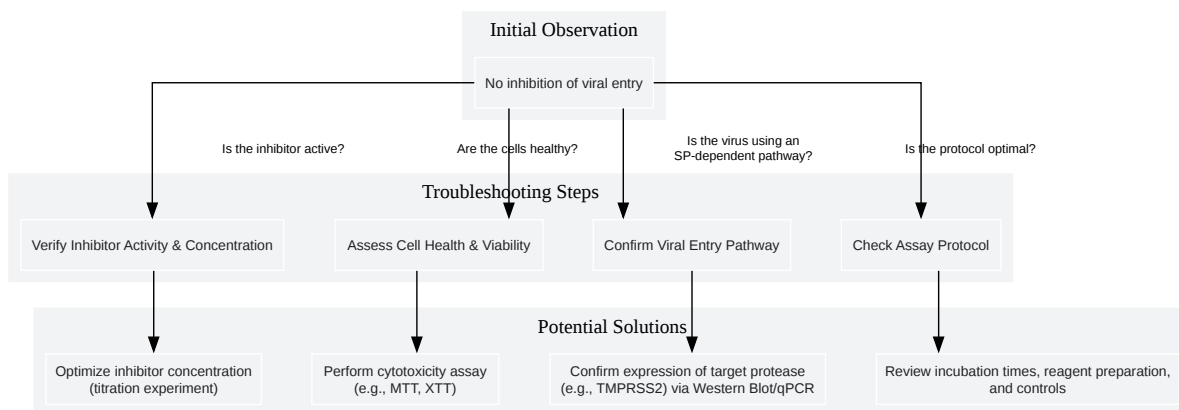 Initial Observation
No inhibition of viral entry
Is the inhibitor active?
Are the cells healthy?
Is the virus using an
SP-dependent pathway?
Is the protocol optimal?
Troubleshooting Steps
Verify Inhibitor Activity & Concentration
Assess Cell Health & Viability
Confirm Viral Entry Pathway
Check Assay Protocol
Potential Solutions
Optimize inhibitor concentration
(titration experiment)
Perform cytotoxicity assay
(e.g., MTT, XTT)
Confirm expression of target protease
(e.g., TMPRSS2) via Western Blot/qPCR
Review incubation times, reagent preparation,
and controls